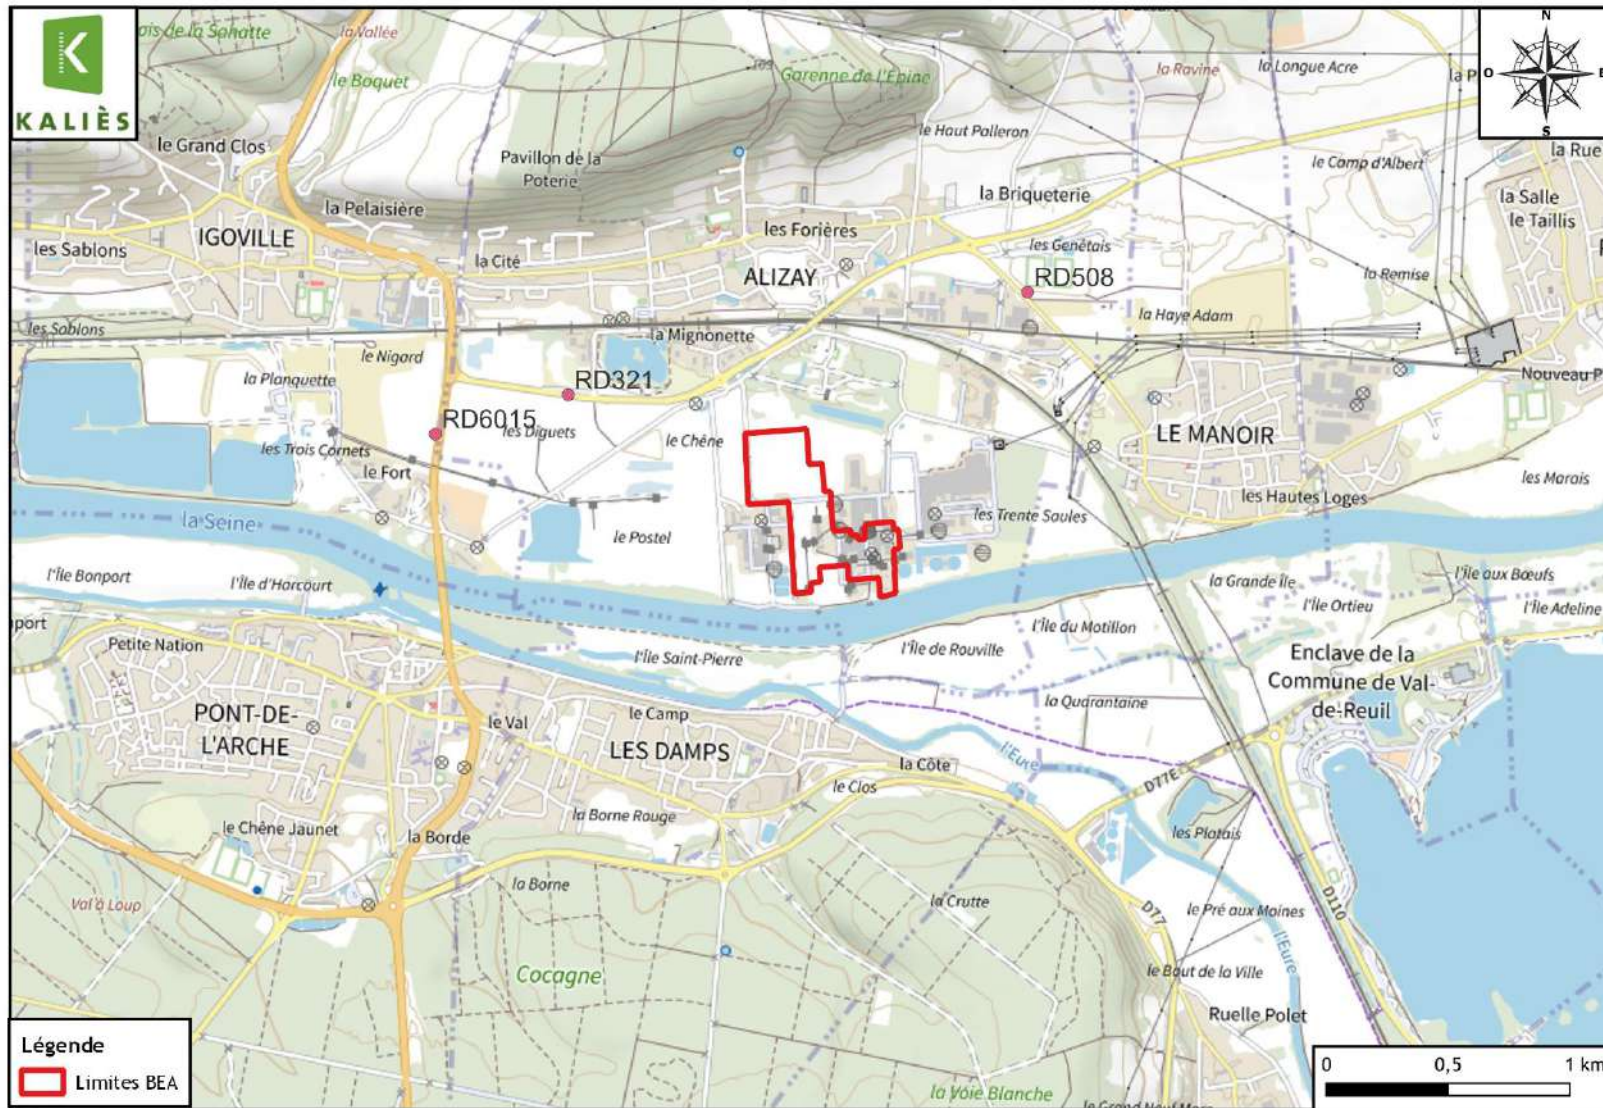 KALIÈS
la Vallée
le Boquet
Garenne de l'Épine
la Ravine
la Longue Acre
N
O
E
S
le Grand Clos
Pavillon de la
Poterie
le Haut Palleron
le Camp d'Albert
la Rue
la Pelaisière
la Briqueterie
la Salle
le Taillis
les Sablons
IGOVILLE
la Cité
les Forières
les Genêtais
ALIZAY
RD508
la Remise
les Sablons
la Mignonette
la Haye Adam
le Nigard
la Planquette
RD321
Nouveau P
RD6015
les Diguets
le Chêne
LE MANOIR
les Trois Cornets
le Fort
les Marais
les Hautes Loges
la Seine
le Postel
les Trente Saules
l'Île Bonport
l'Île d'Harcourt
la Grande Île
l'Île aux Bœufs
l'Île Ortieu
l'Île Adeline
l'Île du Motillon
Petite Nation
l'Île Saint-Pierre
l'Île de Rouville
Enclave de la
Commune de Val-
de-Reuil
la Quarantaine
PONT-DE-
L'ARCHE
le Val
le Camp
LES DAMPS
la Côte
l'Eure
D77E
le Clos
le Chêne Jaunet
la Borde
la Borne Rouge
les Platais
Val à Loup
la Borne
la Crutte
D77
le Pré aux Moines
D110
l'Eure
Cocagne
le Bout de la Ville
Ruelle Polet
Légende
Limites BEA
la Voie Blanche
0 0,5 1 km